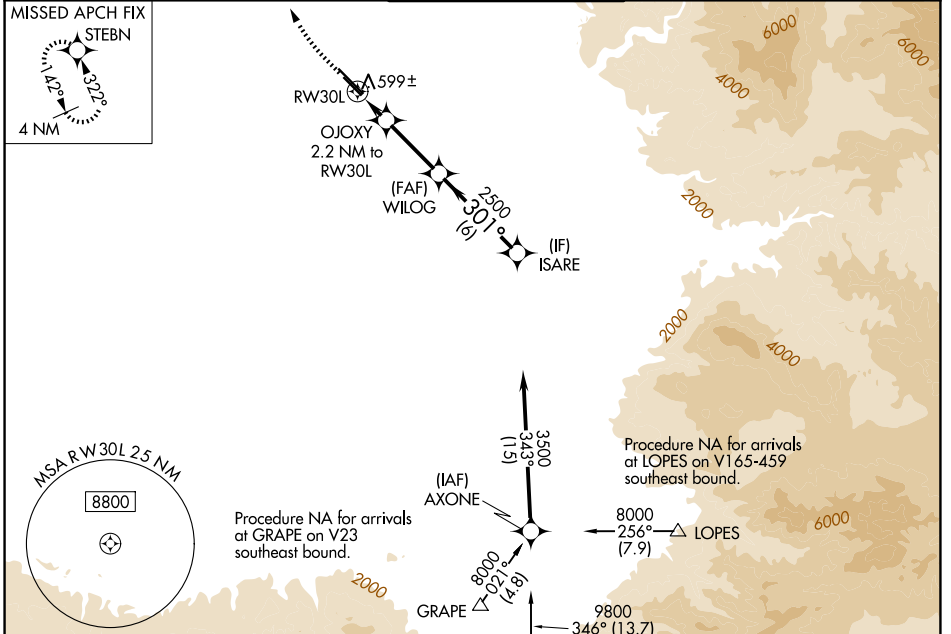 MISSED APCH FIX
STEBN
142°
322°
4 NM
RW30L
599±
OJOXY
2.2 NM to
RW30L
(FAF)
WILOG
2500
301°
(6)
(IF)
ISARE
6000
6000
4000
2000
2000
4000
MSA RW30L 25 NM
8800
Procedure NA for arrivals
at GRAPE on V23
southeast bound.
3500
343°
(15)
(IAF)
AXONE
Procedure NA for arrivals
at LOPES on V165-459
southeast bound.
8000
256°
(7.9)
LOPES
6000
8000
021°
(4.8)
GRAPE
2000
9800
346° (13.7)